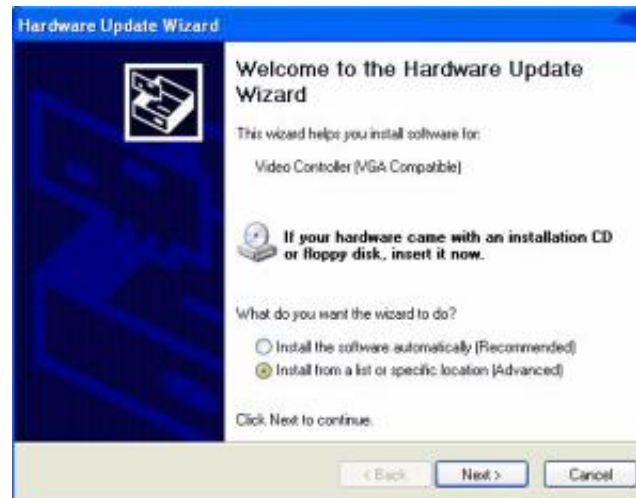 Hardware Update Wizard
Welcome to the Hardware Update
Wizard
This wizard helps you install software for:
Video Controller (VGA Compatible)
If your hardware came with an installation CD
or floppy disk, insert it now.
What do you want the wizard to do?
Install the software automatically (Recommended)
Install from a list or specific location (Advanced)
Click Next to continue.
< Back
Next >
Cancel